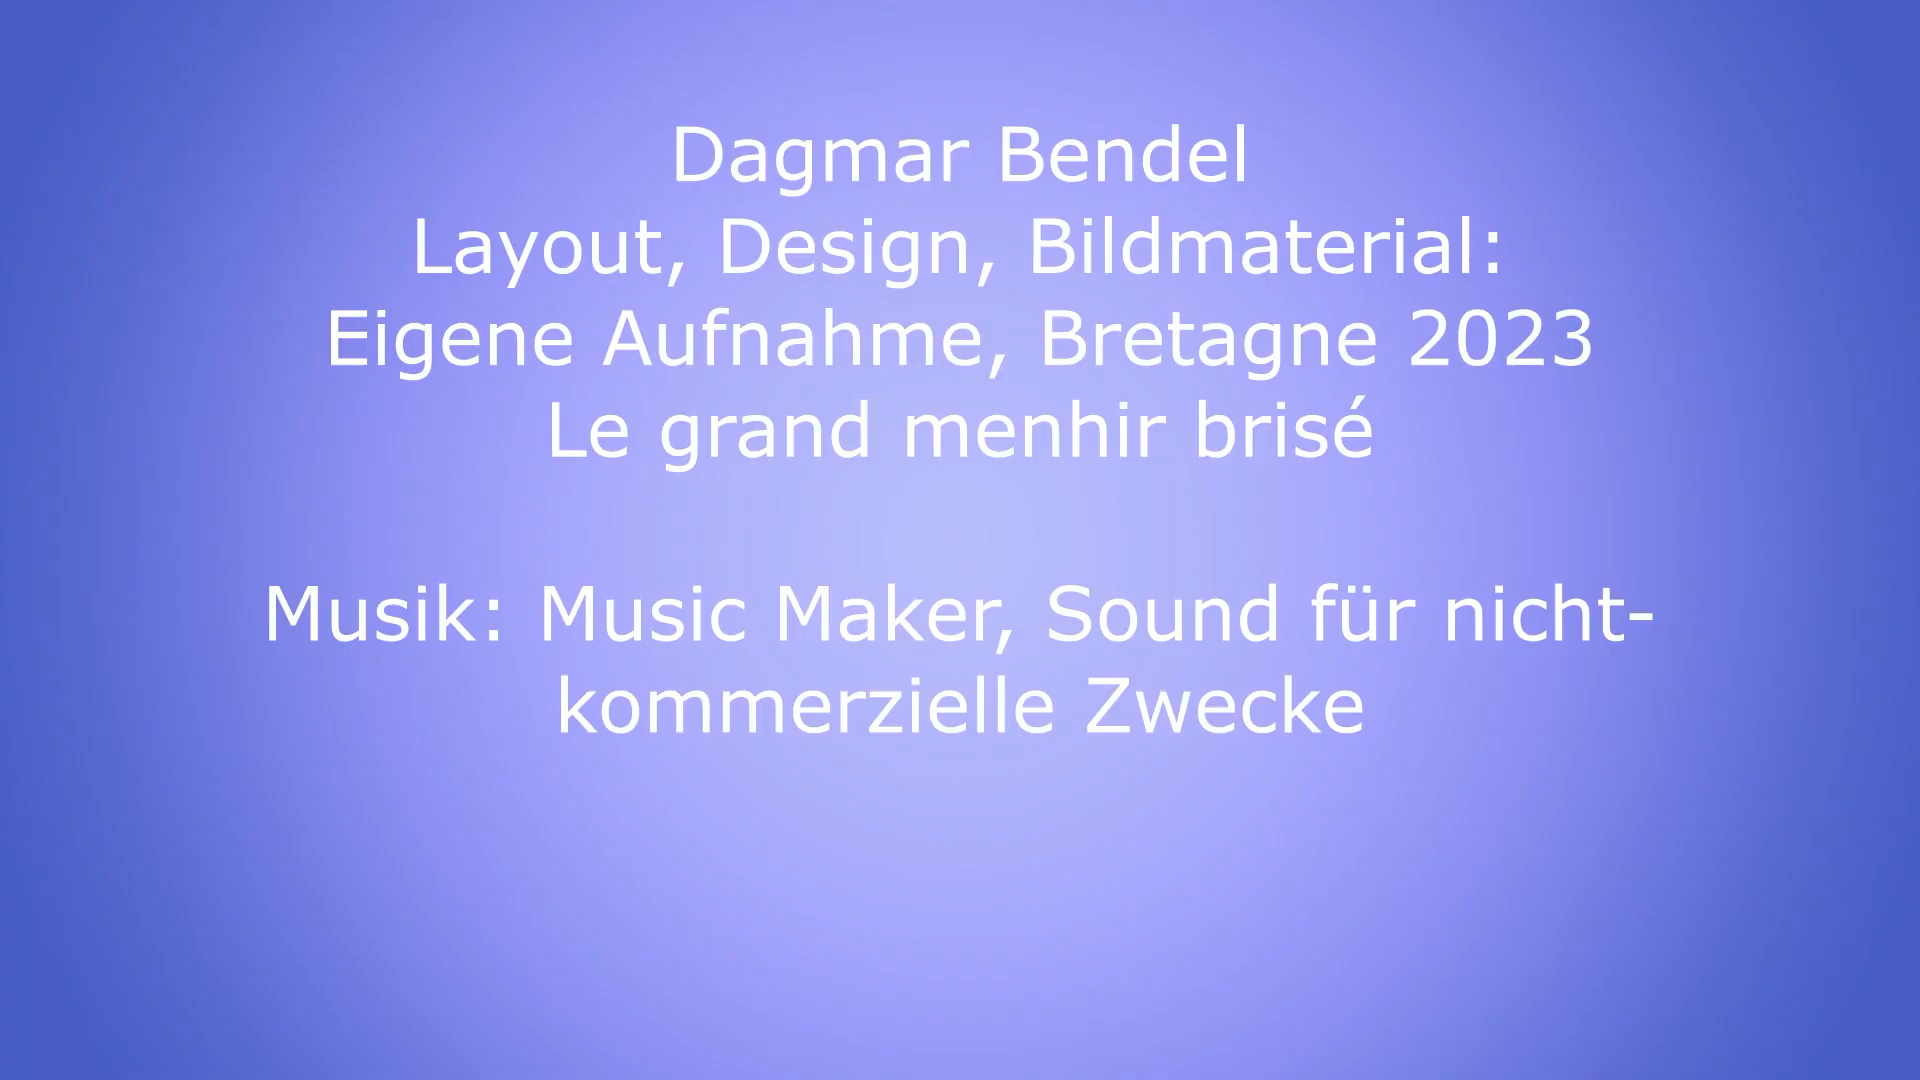 Dagmar Bendel
Layout, Design, Bildmaterial:
Eigene Aufnahme, Bretagne 2023
Le grand menhir brisé
Musik: Music Maker, Sound für nicht-
kommerzielle Zwecke